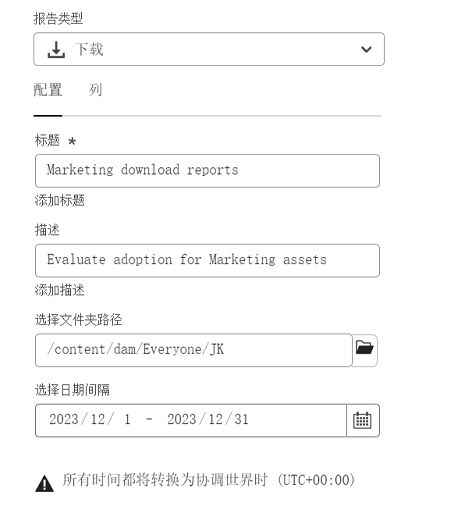 报告类型
下载
配置 列
标题 *
Marketing download reports
添加标题
描述
Evaluate adoption for Marketing assets
添加描述
选择文件夹路径
/content/dam/Everyone/JK
选择日期间隔
2023/12/ 1 - 2023/12/31
所有时间都将转换为协调世界时 (UTC+00:00)